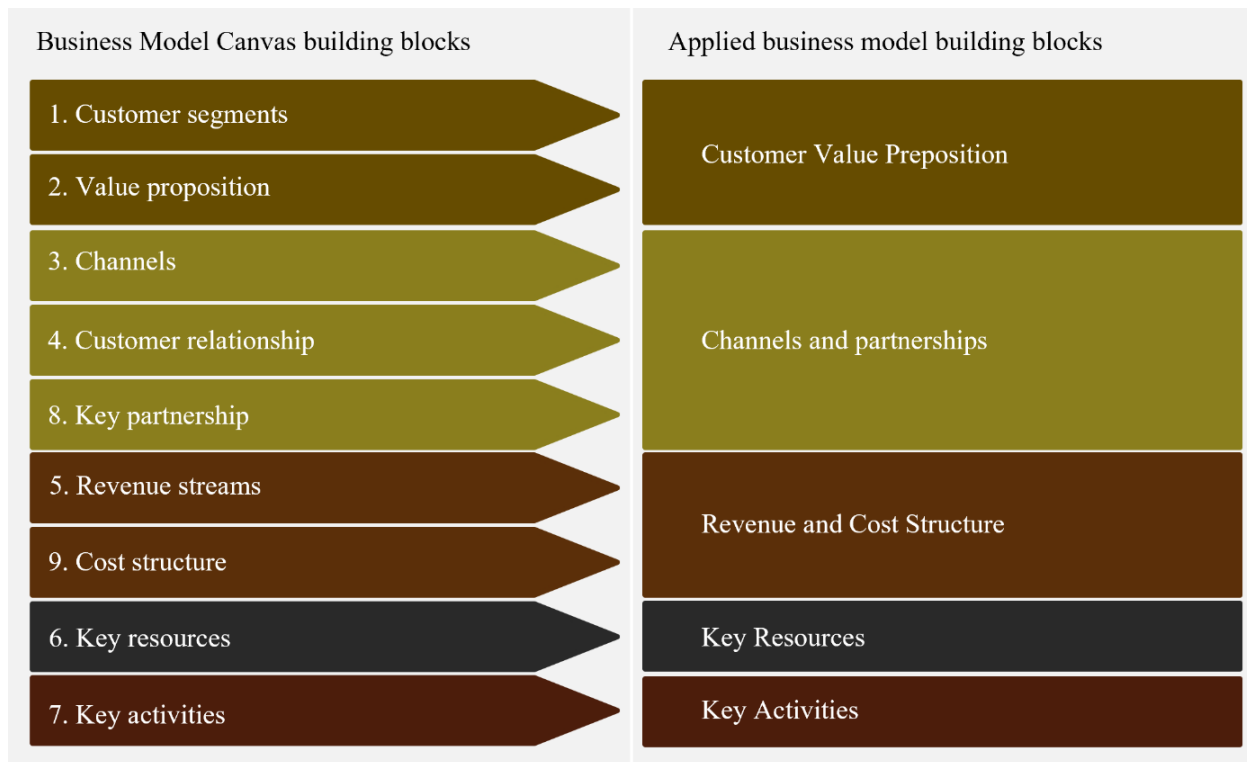 Business Model Canvas building blocks
Applied business model building blocks
1. Customer segments
2. Value proposition
Customer Value Preposition
3. Channels
4. Customer relationship
8. Key partnership
Channels and partnerships
5. Revenue streams
9. Cost structure
Revenue and Cost Structure
6. Key resources
Key Resources
7. Key activities
Key Activities